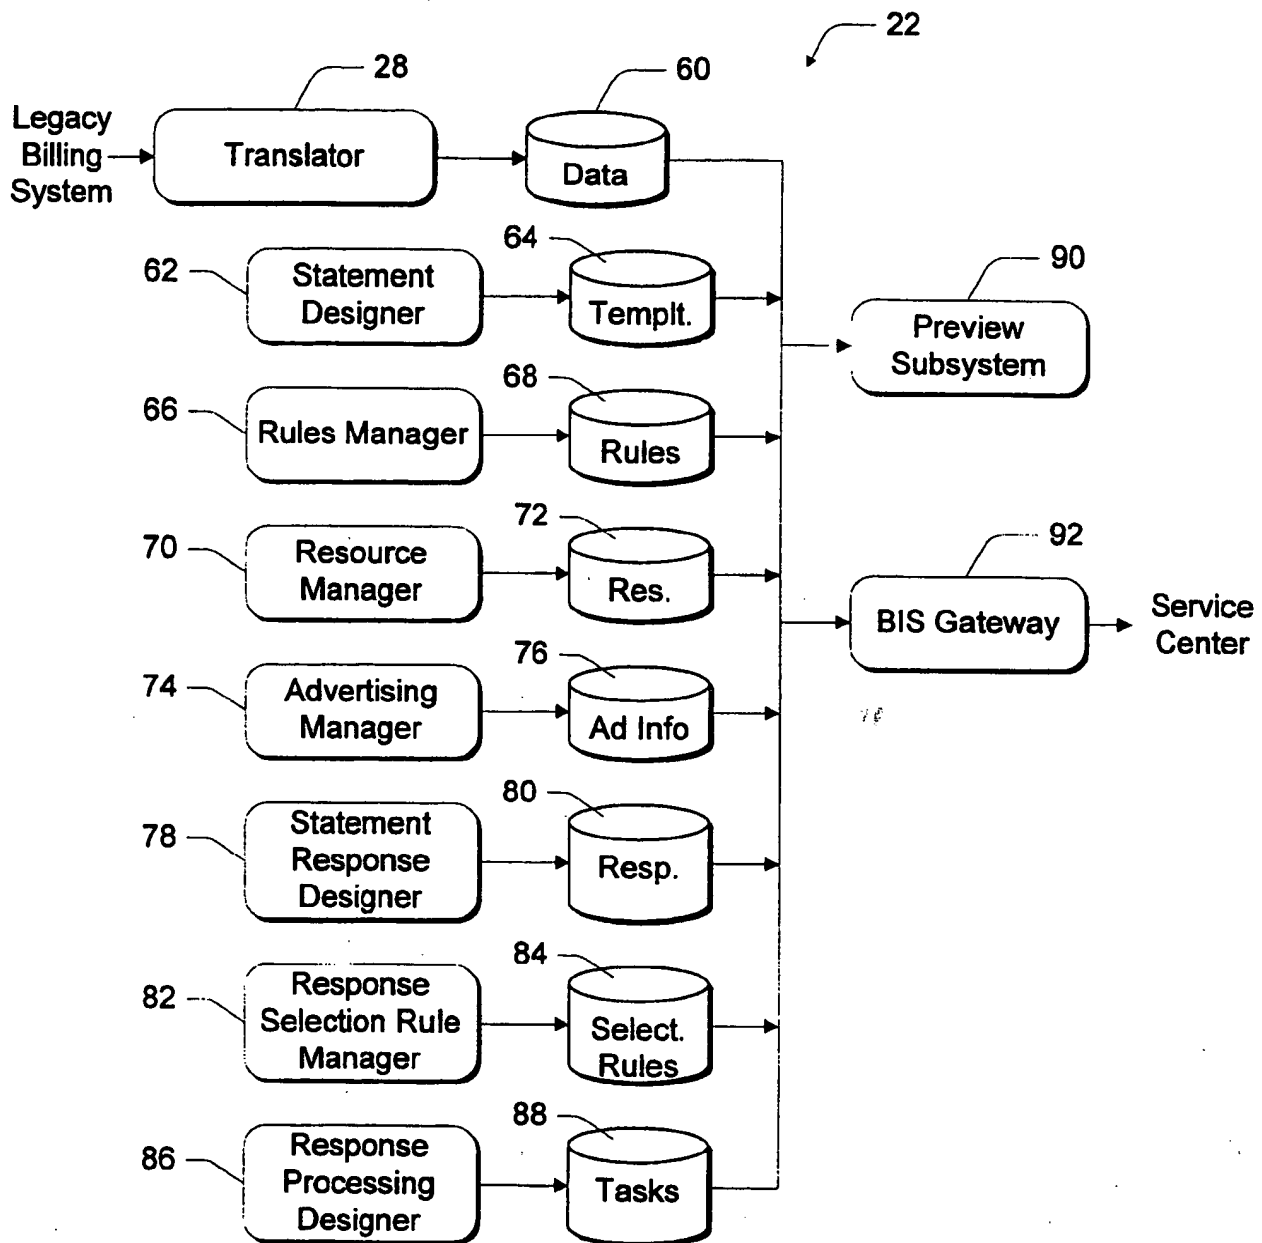 22
28
60
Legacy
Billing
System
Translator
Data
62
Statement
Designer
64
Templt.
90
Preview
Subsystem
66
Rules Manager
68
Rules
70
Resource
Manager
72
Res.
92
BIS Gateway
Service
Center
74
Advertising
Manager
76
Ad Info
78
Statement
Response
Designer
80
Resp.
82
Response
Selection Rule
Manager
84
Select.
Rules
86
Response
Processing
Designer
88
Tasks